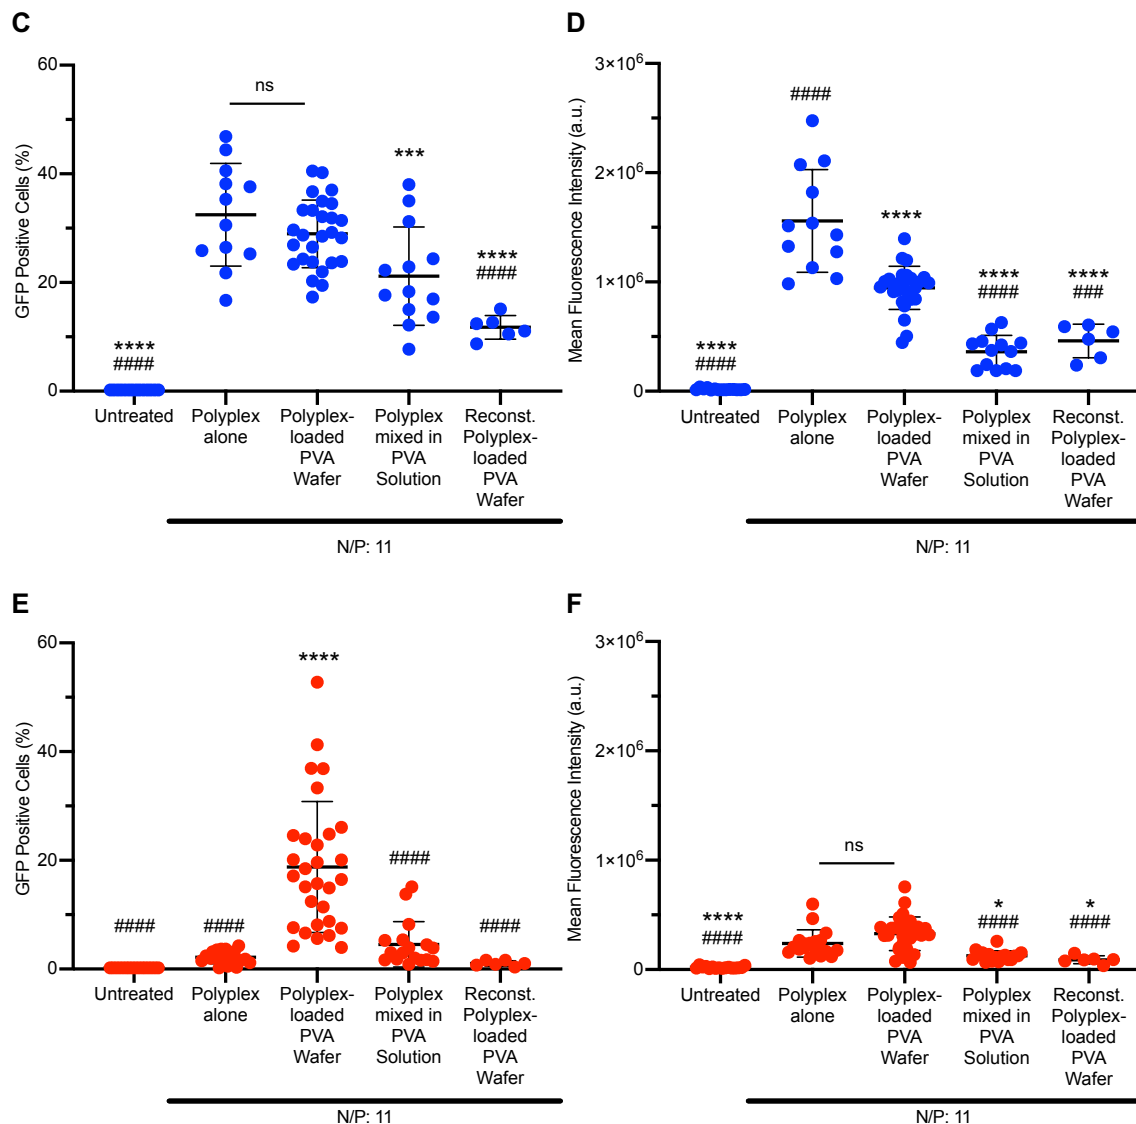 C
GFP Positive Cells (%)
60
40
20
0
ns
***
****
####
****
####
Untreated
Polyplex
alone
Polyplex-
loaded
PVA
Wafer
Polyplex
mixed in
PVA
Solution
Reconst.
Polyplex-
loaded
PVA
Wafer
N/P: 11
D
Mean Fluorescence Intensity (a.u.)
3×10⁶
2×10⁶
1×10⁶
0
####
****
****
####
****
###
****
####
Untreated
Polyplex
alone
Polyplex-
loaded
PVA
Wafer
Polyplex
mixed in
PVA
Solution
Reconst.
Polyplex-
loaded
PVA
Wafer
N/P: 11
E
GFP Positive Cells (%)
60
40
20
0
****
####
####
####
####
Untreated
Polyplex
alone
Polyplex-
loaded
PVA
Wafer
Polyplex
mixed in
PVA
Solution
Reconst.
Polyplex-
loaded
PVA
Wafer
N/P: 11
F
Mean Fluorescence Intensity (a.u.)
3×10⁶
2×10⁶
1×10⁶
0
ns
****
####
*
####
*
####
Untreated
Polyplex
alone
Polyplex-
loaded
PVA
Wafer
Polyplex
mixed in
PVA
Solution
Reconst.
Polyplex-
loaded
PVA
Wafer
N/P: 11